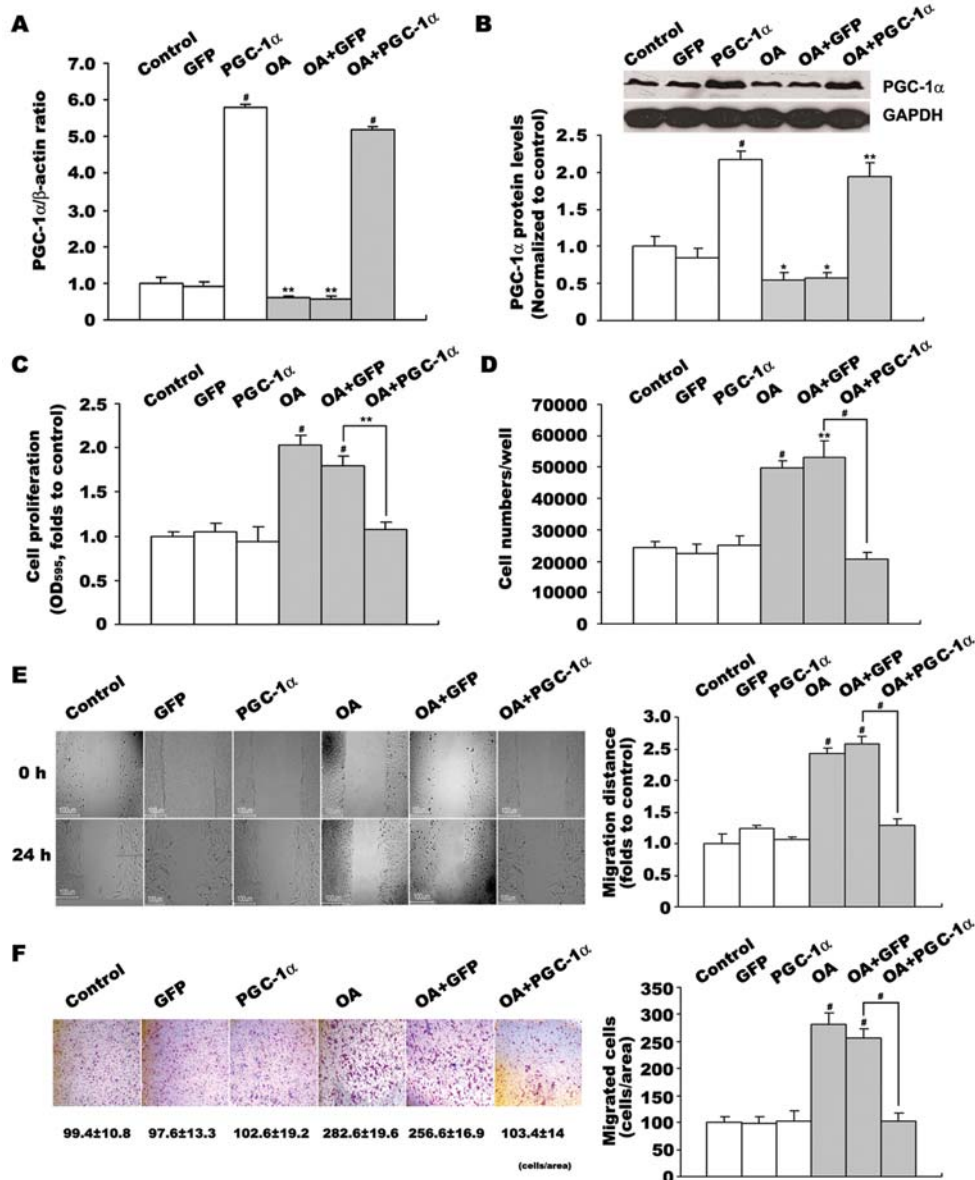 A
Control GFP PGC-1α OA OA+GFP OA+PGC-1α
PGC-1α/β-actin ratio
7.0
6.0
5.0
4.0
3.0
2.0
1.0
0
# ** ** #
B
Control GFP PGC-1α OA OA+GFP OA+PGC-1α
PGC-1α
GAPDH
PGC-1α protein levels
(Normalized to control)
2.5
2.0
1.5
1.0
0.5
0
# * * **
C
Control GFP PGC-1α OA OA+GFP OA+PGC-1α
Cell proliferation
(OD595, folds to control)
2.5
2.0
1.5
1.0
0.5
0
# # **
D
Control GFP PGC-1α OA OA+GFP OA+PGC-1α
Cell numbers/well
70000
60000
50000
40000
30000
20000
10000
0
# ** #
E
Control GFP PGC-1α OA OA+GFP OA+PGC-1α
0 h
24 h
Control GFP PGC-1α OA OA+GFP OA+PGC-1α
Migration distance
(folds to control)
3.0
2.5
2.0
1.5
1.0
0.5
0
# # #
F
Control GFP PGC-1α OA OA+GFP OA+PGC-1α
99.4±10.8 97.6±13.3 102.6±19.2 282.6±19.6 256.6±16.9 103.4±14
(cells/area)
Control GFP PGC-1α OA OA+GFP OA+PGC-1α
Migrated cells
(cells/area)
350
300
250
200
150
100
50
0
# # #